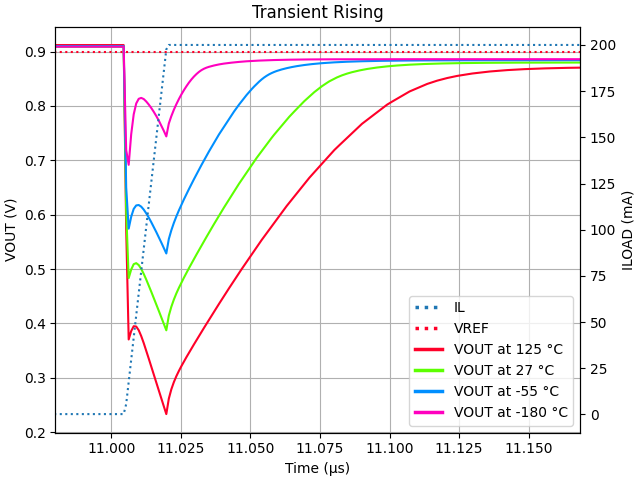 Transient Rising
VOUT (V)
0.9
0.8
0.7
0.6
0.5
0.4
0.3
0.2
200
175
150
125
100
75
50
25
0
ILOAD (mA)
IL
VREF
VOUT at 125 °C
VOUT at 27 °C
VOUT at -55 °C
VOUT at -180 °C
11.000 11.025 11.050 11.075 11.100 11.125 11.150
Time (μs)